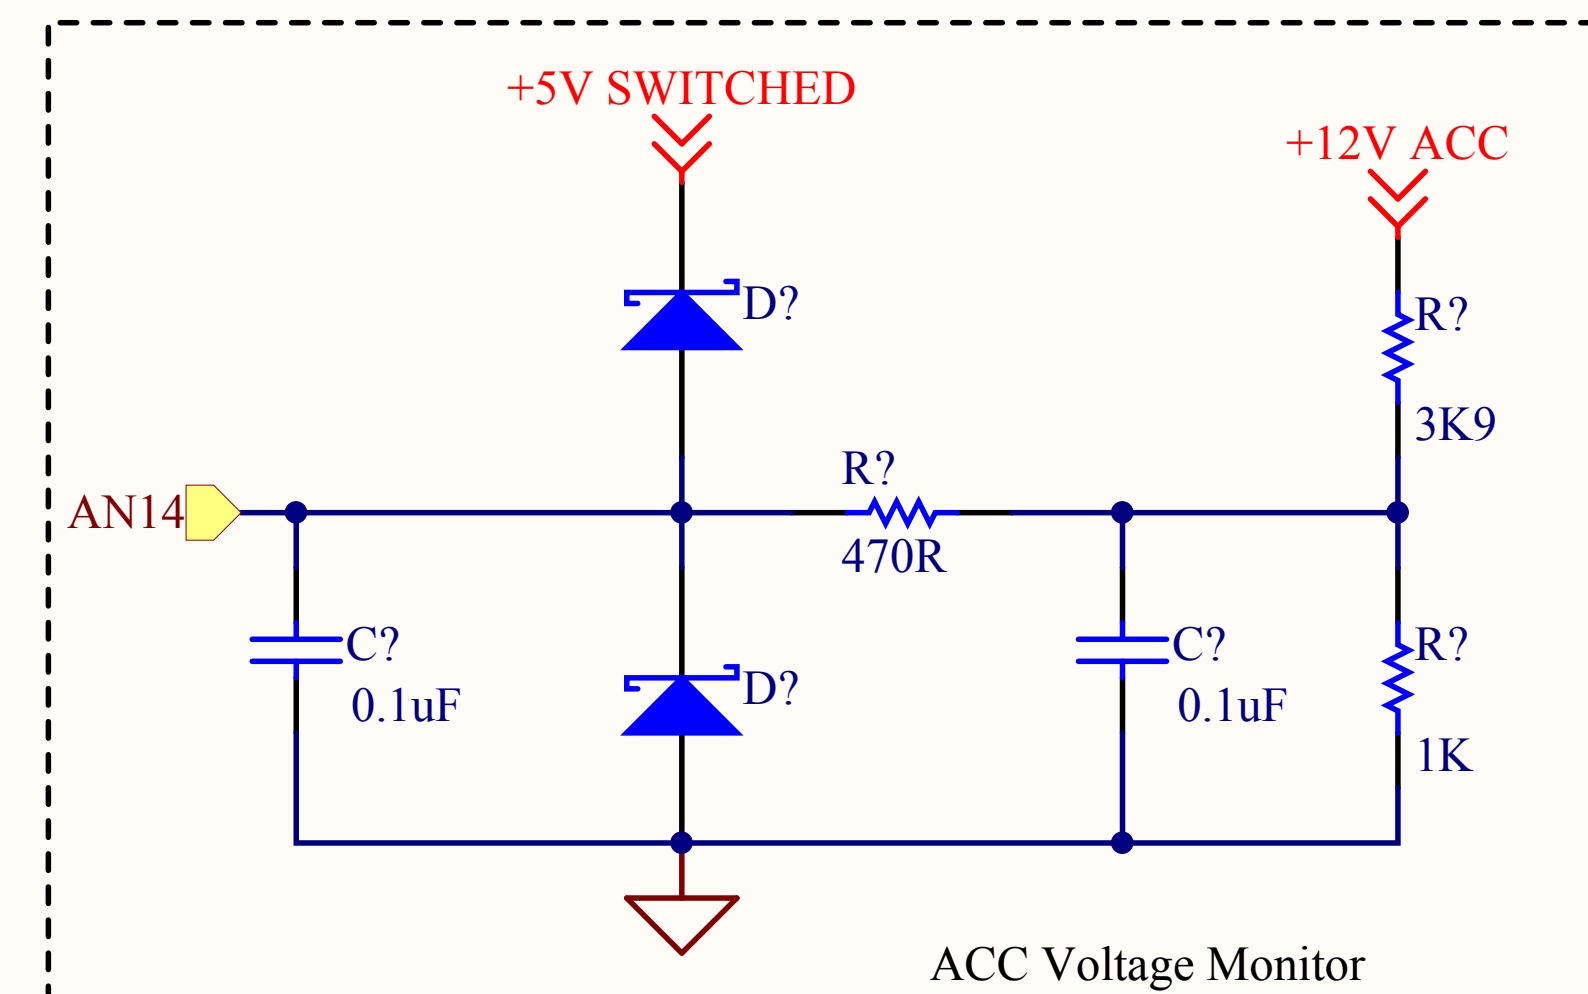 +5V SWITCHED
+12V ACC
D?
R?
3K9
R?
AN14
470R
C?
0.1uF
D?
C?
0.1uF
R?
1K
ACC Voltage Monitor